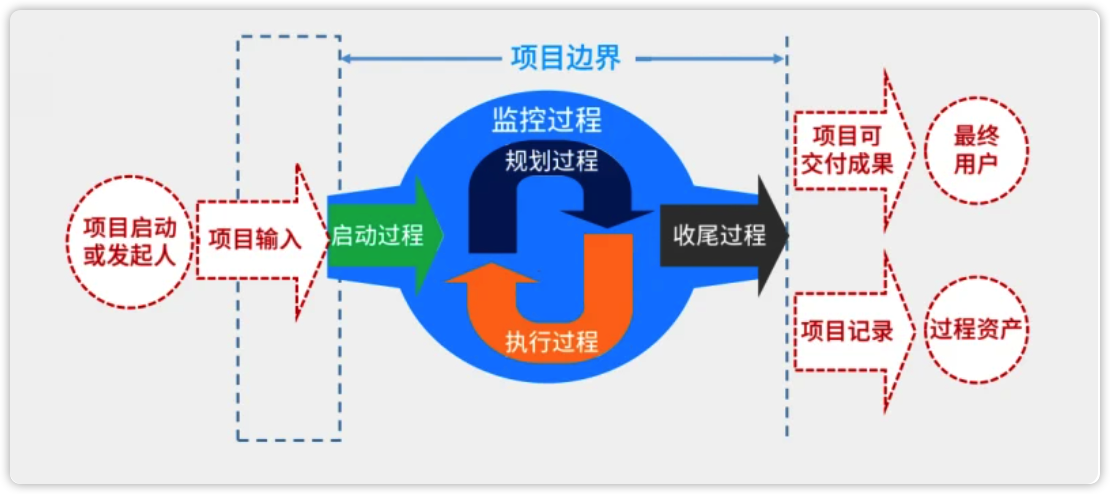 项目边界
监控过程
规划过程
项目启动
或发起人
项目输入
启动过程
执行过程
收尾过程
项目可
交付成果
最终
用户
项目记录
过程资产